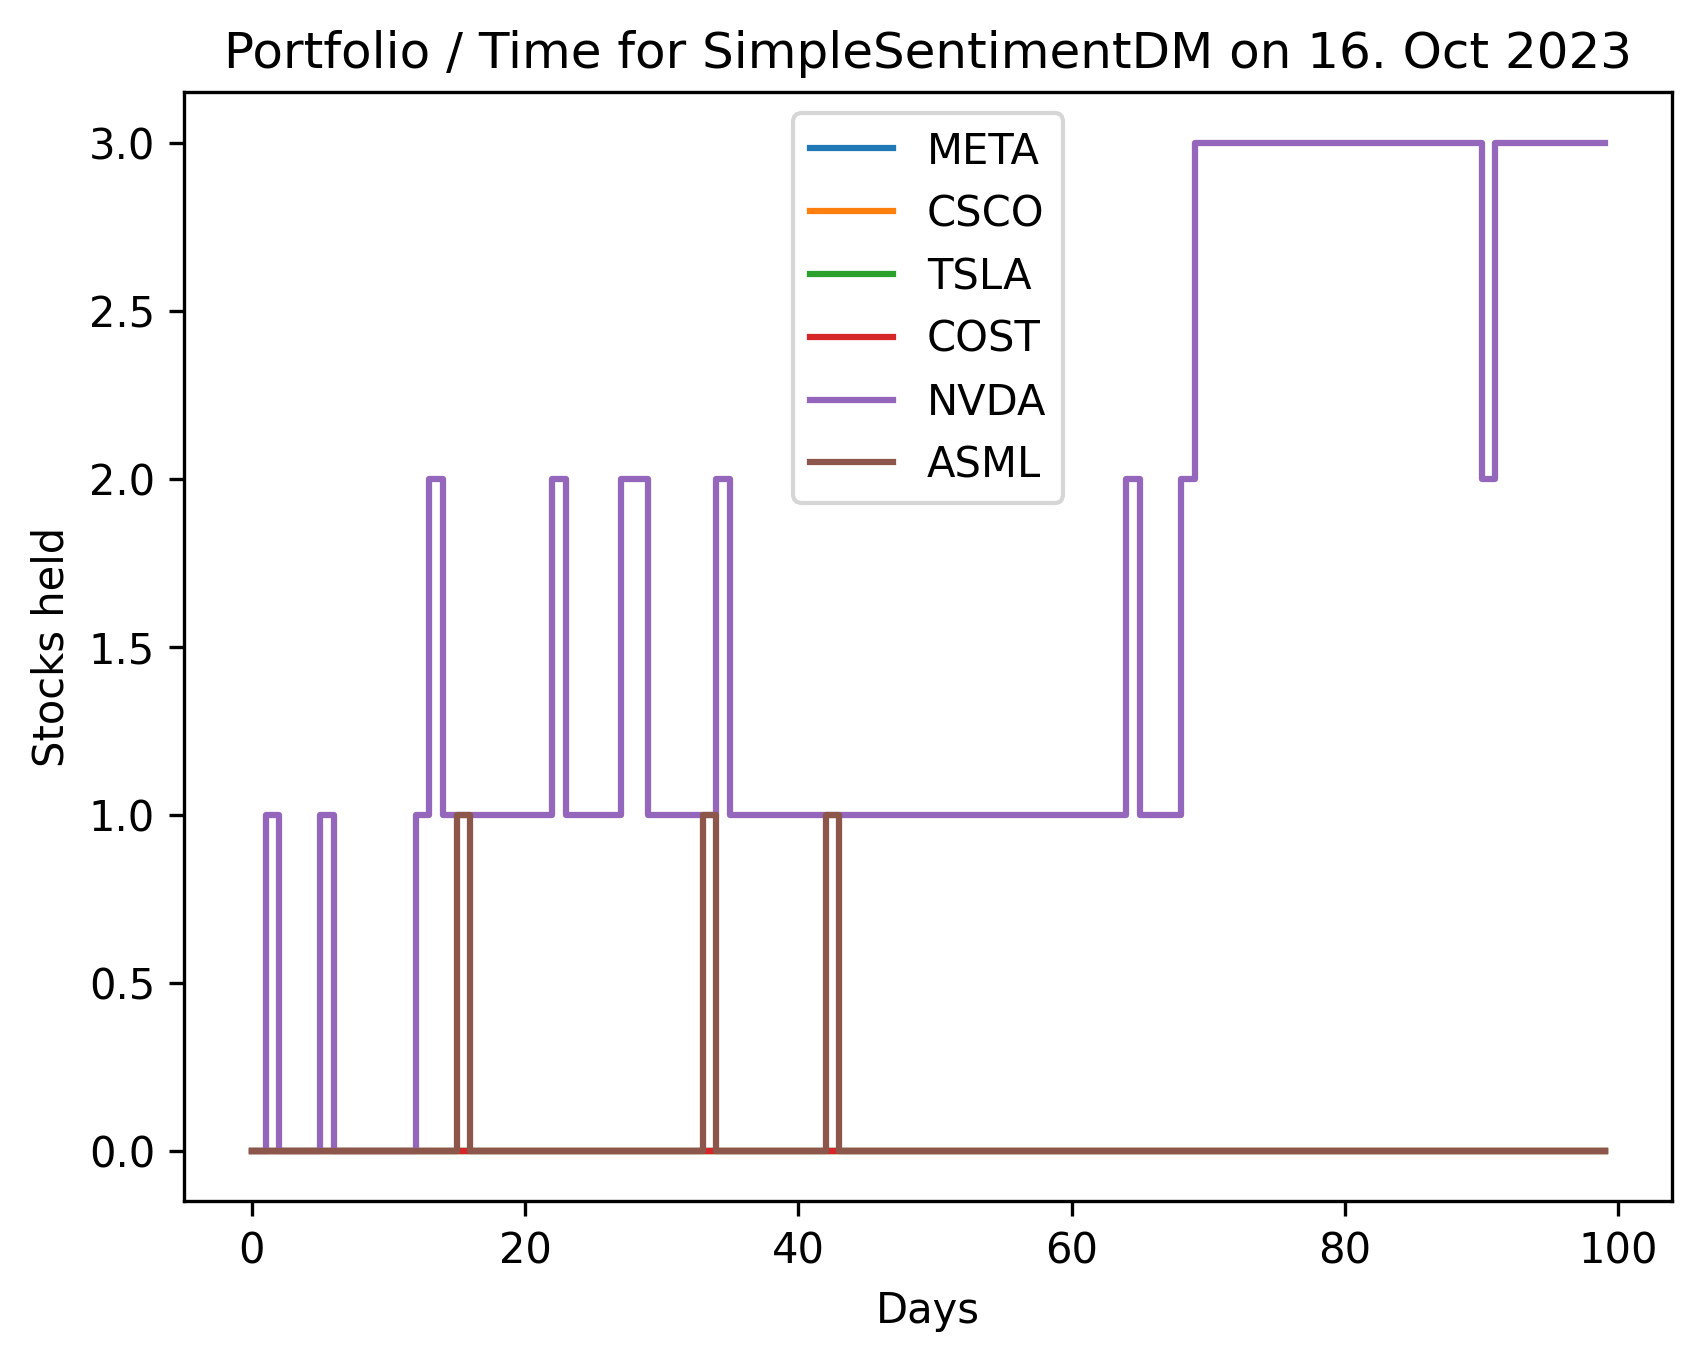 Portfolio / Time for SimpleSentimentDM on 16. Oct 2023
META
CSCO
TSLA
COST
NVDA
ASML
Stocks held
3.0
2.5
2.0
1.5
1.0
0.5
0.0
0 20 40 60 80 100
Days